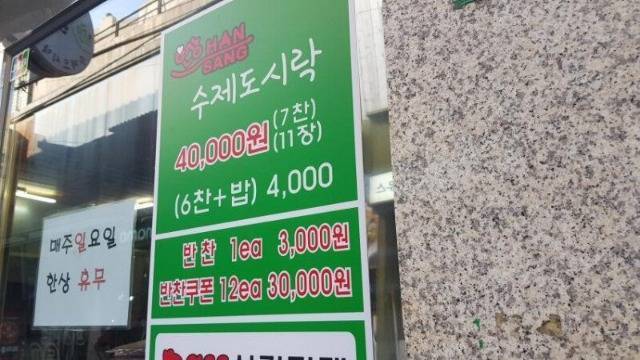 HAN
SANG
수제도시락
40,000원 (7찬)
(11장)
(6찬+밥) 4,000
반찬 1ea 3,000원
반찬쿠폰 12ea 30,000원
매주일요일
한상 휴무